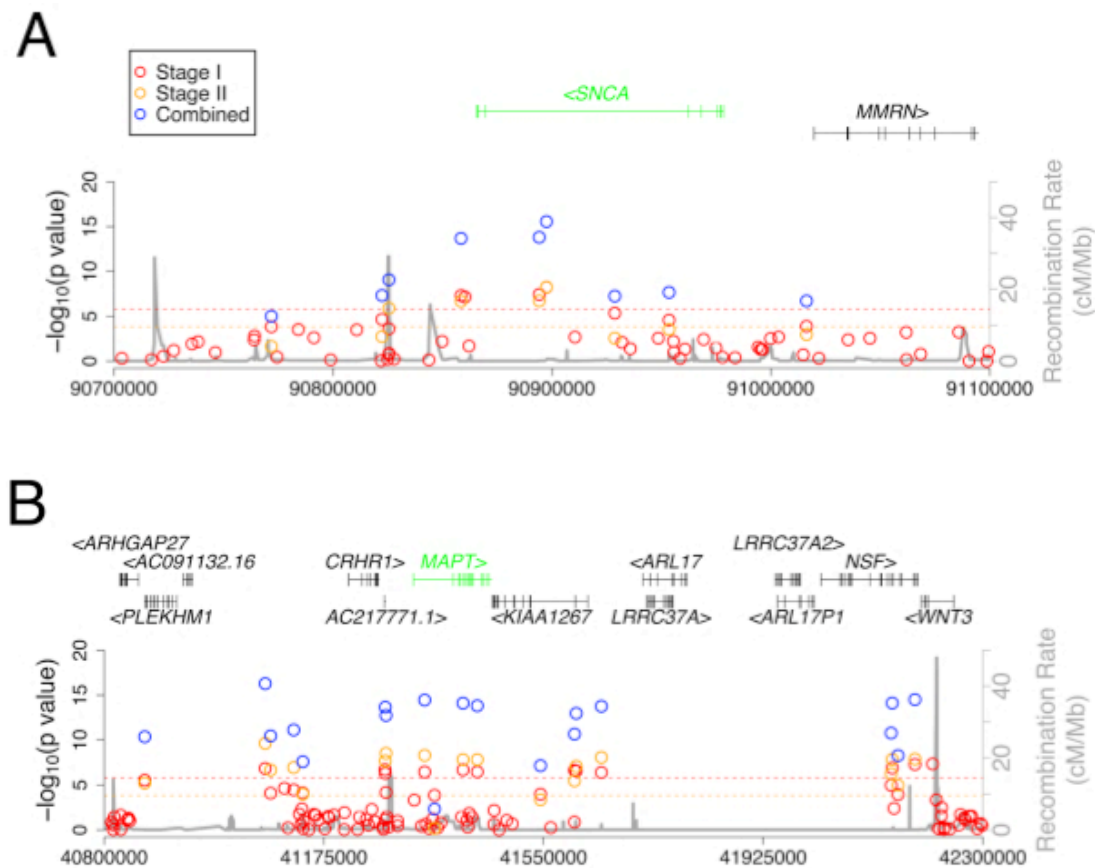 A
Stage I
Stage II
Combined
<SNCA
MMRN>
−log10(p value)
20
15
10
5
0
40
20
0
Recombination Rate
(cM/Mb)
90700000 90800000 90900000 91000000 91100000
B
<ARHGAP27
<AC091132.16
<PLEKHM1
CRHR1>
AC217771.1>
MAPT>
<KIAA1267
<ARL17
LRRC37A>
LRRC37A2>
<ARL17P1
NSF>
<WNT3
−log10(p value)
20
15
10
5
0
40
20
0
Recombination Rate
(cM/Mb)
40800000 41175000 41550000 41925000 42300000